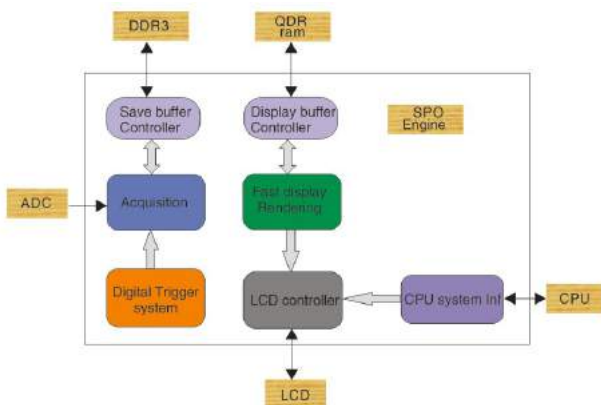 DDR3
QDR
ram
Save buffer
Controller
Display buffer
Controller
SPO
Engine
ADC
Acquisition
Fast display
Rendering
Digital Trigger
system
LCD controller
CPU system Inf
CPU
LCD